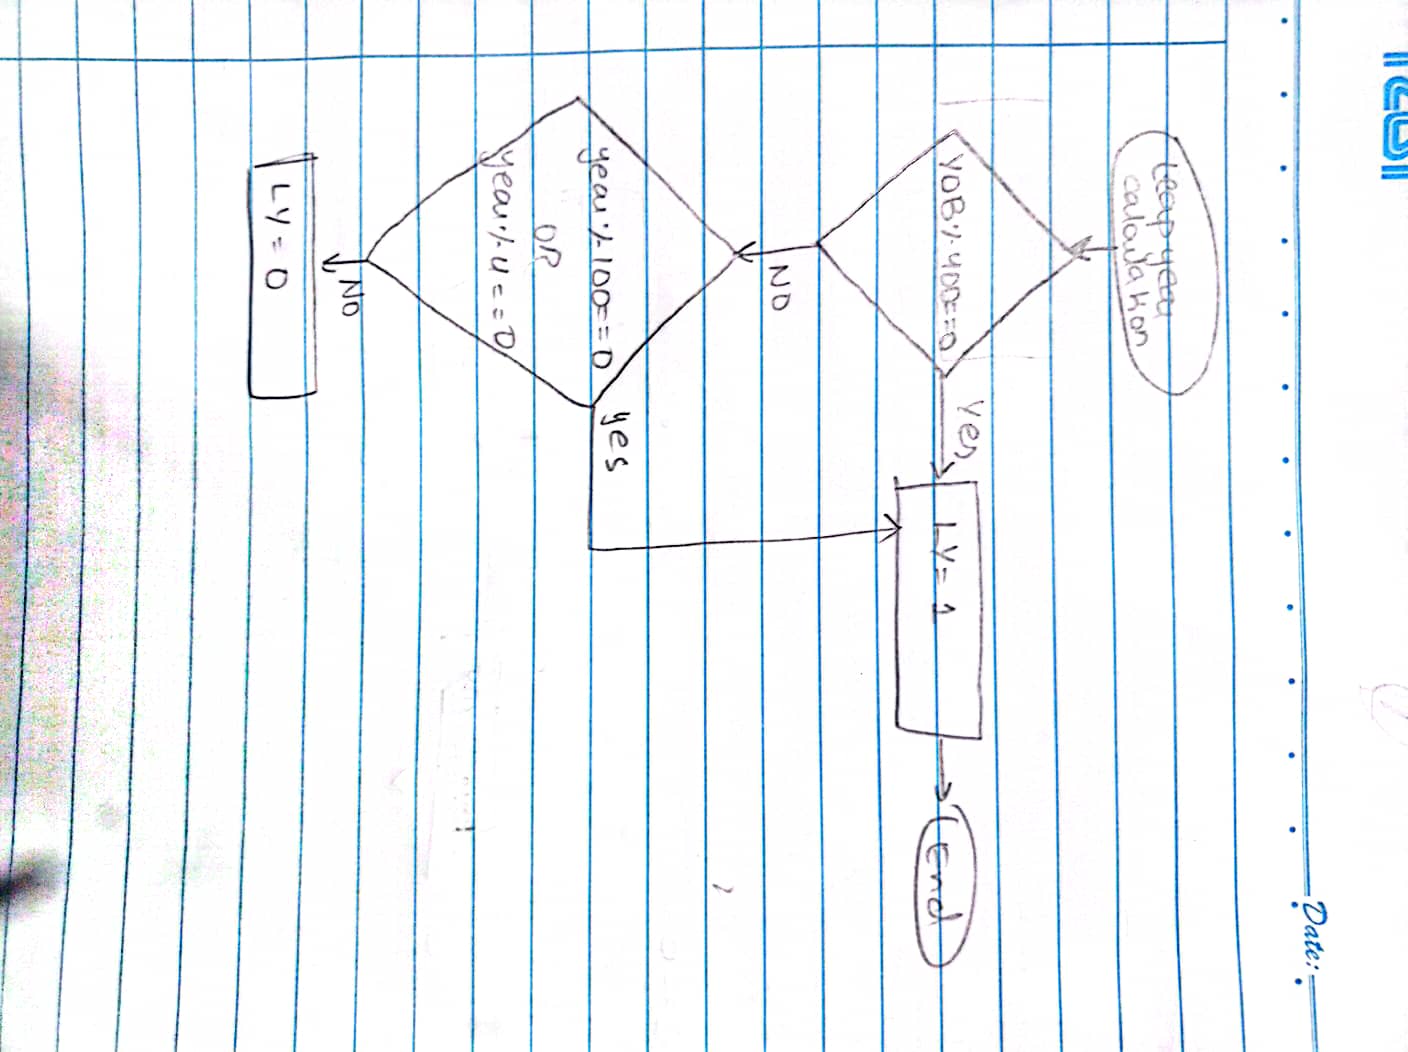 Date:
Leap year
calculation
YOB%400==0
Yes
LY=1
End
NO
year%100==0
OR
year%4==0
yes
NO
LY=0